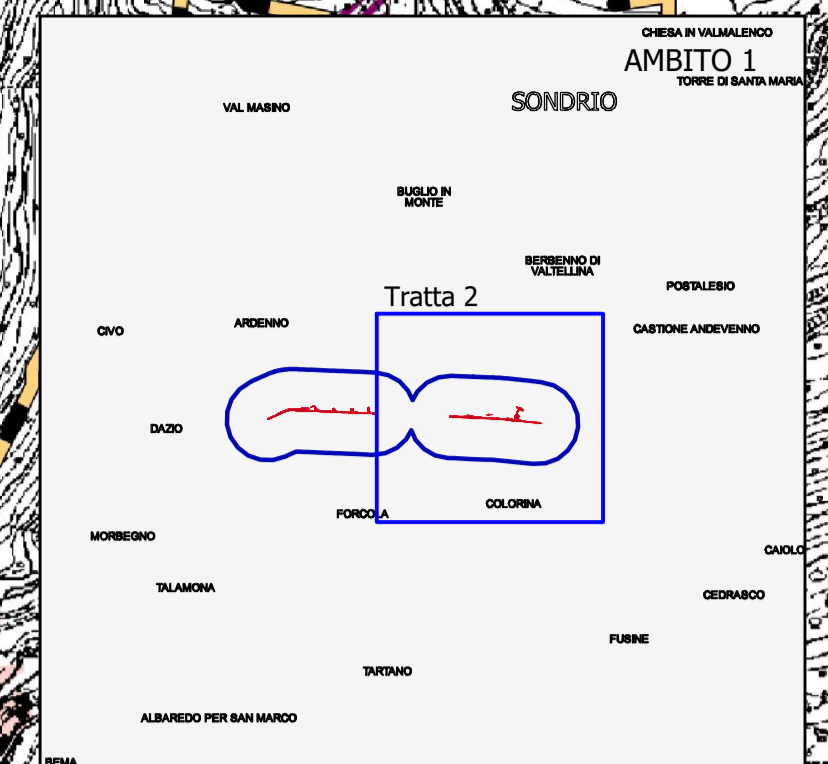 CHIESA IN VALMALENCO
AMBITO 1
TORRE DI SANTA MARIA
SONDRIO
VAL MASINO
BUGLIO IN
MONTE
BERBENNO DI
VALTELLINA
POSTALESIO
Tratta 2
ARDENNO
CIVO
CASTIONE ANDEVENNO
DAZIO
COLORINA
FORCOLA
MORBEGNO
CAIOLO
TALAMONA
CEDRASCO
FUSINE
TARTANO
ALBAREDO PER SAN MARCO
BEMA